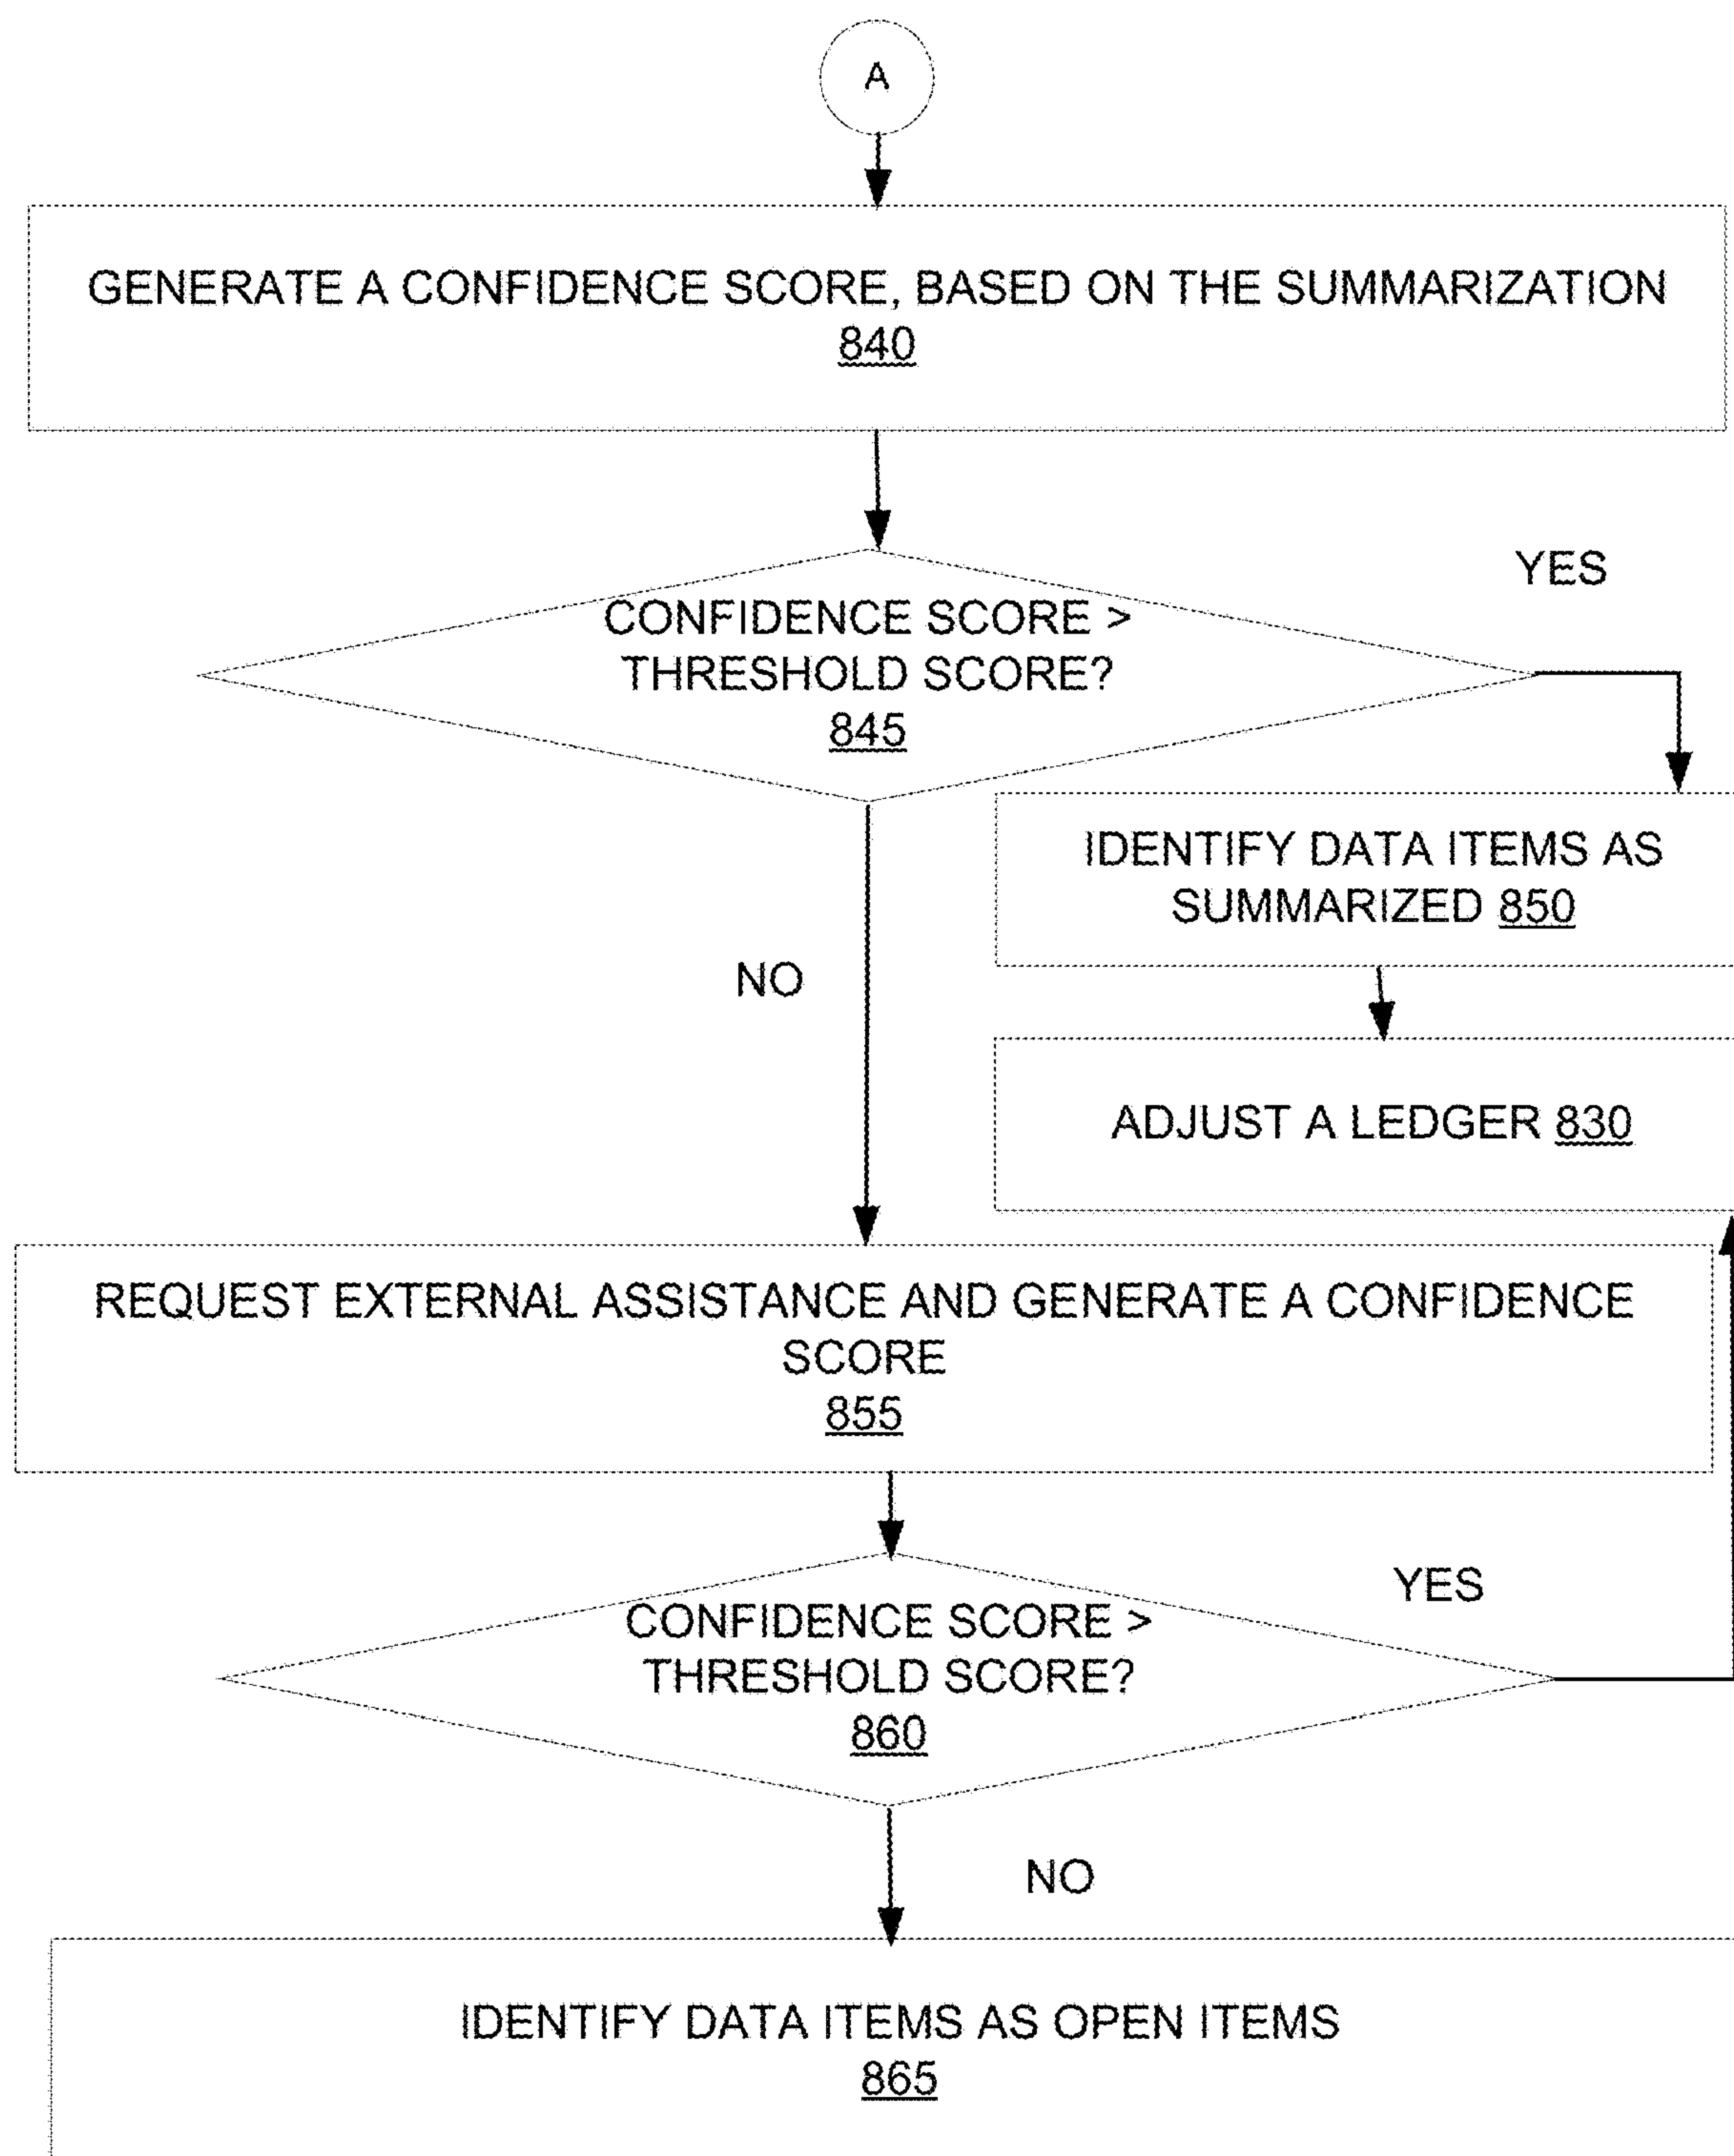 A
GENERATE A CONFIDENCE SCORE, BASED ON THE SUMMARIZATION
840
YES
CONFIDENCE SCORE >
THRESHOLD SCORE?
845
IDENTIFY DATA ITEMS AS
SUMMARIZED 850
NO
ADJUST A LEDGER 830
REQUEST EXTERNAL ASSISTANCE AND GENERATE A CONFIDENCE
SCORE
855
YES
CONFIDENCE SCORE >
THRESHOLD SCORE?
860
NO
IDENTIFY DATA ITEMS AS OPEN ITEMS
865